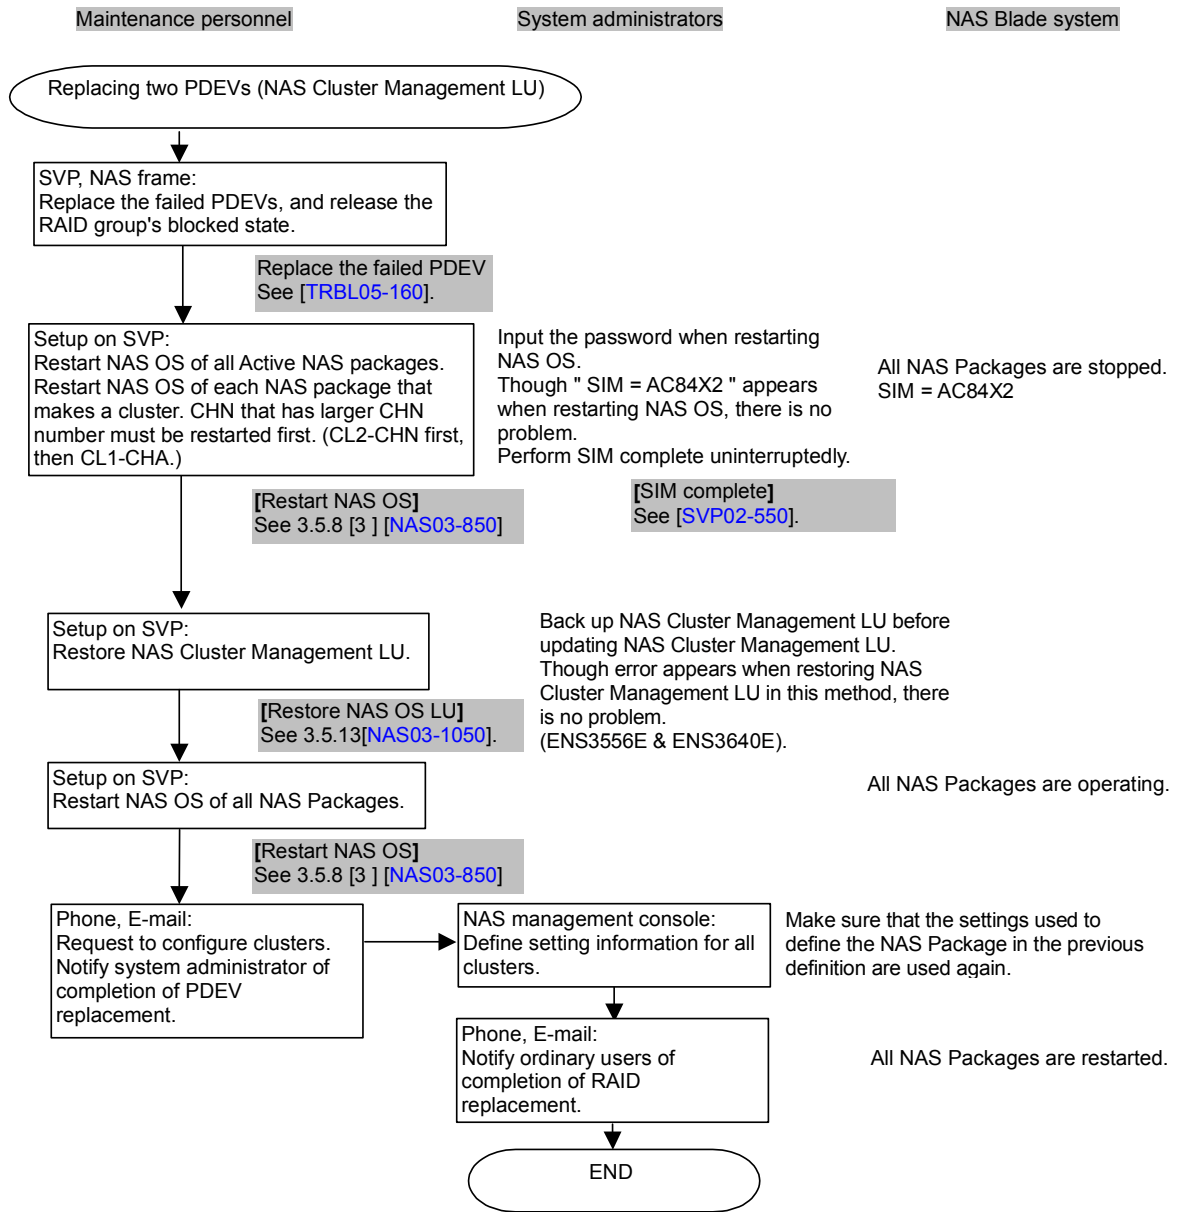 Maintenance personnel
System administrators
NAS Blade system
Replacing two PDEVs (NAS Cluster Management LU)
SVP, NAS frame:
Replace the failed PDEVs, and release the
RAID group's blocked state.
Replace the failed PDEV
See [TRBL05-160].
Setup on SVP:
Restart NAS OS of all Active NAS packages.
Restart NAS OS of each NAS package that
makes a cluster. CHN that has larger CHN
number must be restarted first. (CL2-CHN first,
then CL1-CHA.)
Input the password when restarting
NAS OS.
Though " SIM = AC84X2 " appears
when restarting NAS OS, there is no
problem.
Perform SIM complete uninterruptedly.
All NAS Packages are stopped.
SIM = AC84X2
[Restart NAS OS]
See 3.5.8 [3 ] [NAS03-850]
[SIM complete]
See [SVP02-550].
Setup on SVP:
Restore NAS Cluster Management LU.
Back up NAS Cluster Management LU before
updating NAS Cluster Management LU.
Though error appears when restoring NAS
Cluster Management LU in this method, there
is no problem.
(ENS3556E & ENS3640E).
[Restore NAS OS LU]
See 3.5.13[NAS03-1050].
Setup on SVP:
Restart NAS OS of all NAS Packages.
All NAS Packages are operating.
[Restart NAS OS]
See 3.5.8 [3 ] [NAS03-850]
Phone, E-mail:
Request to configure clusters.
Notify system administrator of
completion of PDEV
replacement.
NAS management console:
Define setting information for all
clusters.
Make sure that the settings used to
define the NAS Package in the previous
definition are used again.
Phone, E-mail:
Notify ordinary users of
completion of RAID
replacement.
All NAS Packages are restarted.
END